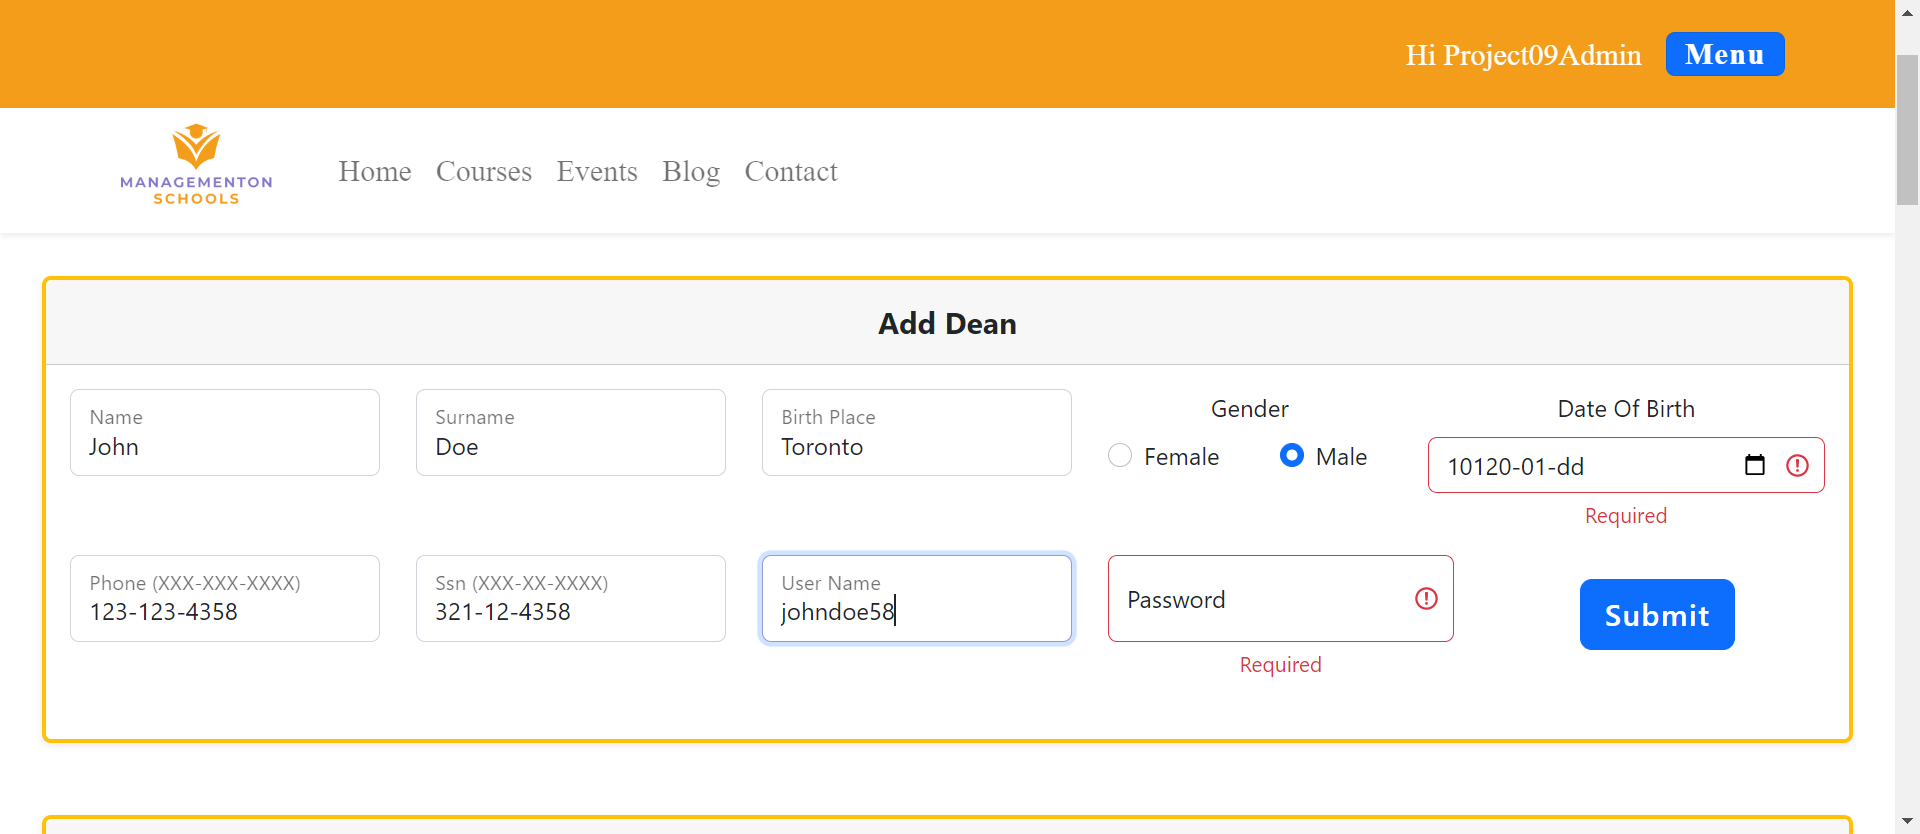 Hi Project09Admin Menu
MANAGEMENTON
SCHOOLS
Home Courses Events Blog Contact
Add Dean
Name
John
Surname
Doe
Birth Place
Toronto
Gender
Female Male
Date Of Birth
10120-01-dd
Required
Phone (XXX-XXX-XXXX)
123-123-4358
Ssn (XXX-XX-XXXX)
321-12-4358
User Name
johndoe58
Password
Required
Submit